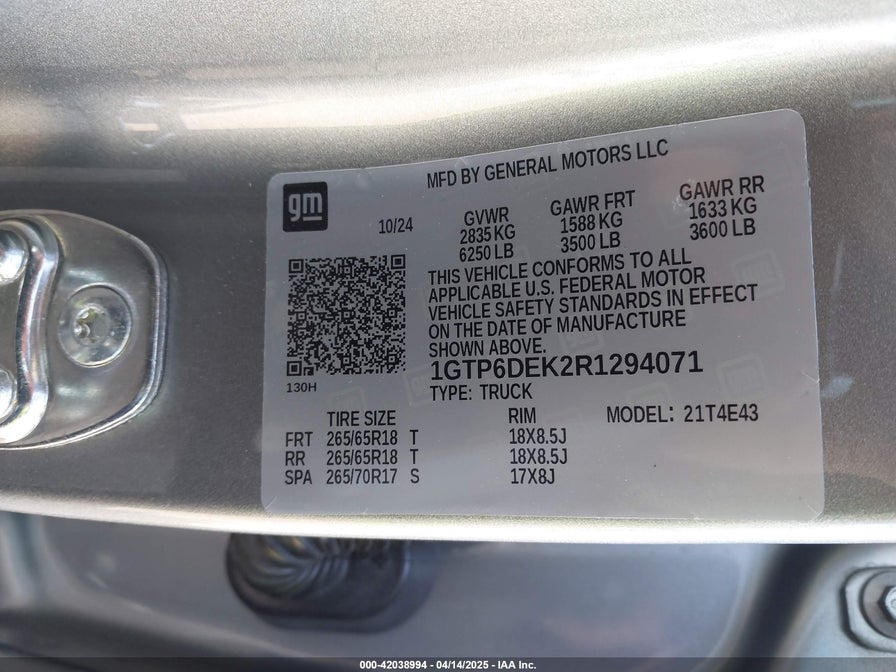 MFD BY GENERAL MOTORS LLC
gm
10/24
GVWR GAWR FRT GAWR RR
2835 KG 1588 KG 1633 KG
6250 LB 3500 LB 3600 LB
THIS VEHICLE CONFORMS TO ALL
APPLICABLE U.S. FEDERAL MOTOR
VEHICLE SAFETY STANDARDS IN EFFECT
ON THE DATE OF MANUFACTURE
SHOWN ABOVE.
1GTP6DEK2R1294071
130H
TYPE: TRUCK
TIRE SIZE RIM MODEL: 21T4E43
FRT 265/65R18 T 18X8.5J
RR 265/65R18 T 18X8.5J
SPA 265/70R17 S 17X8J
000-42038994 - 04/14/2025 - IAA Inc.